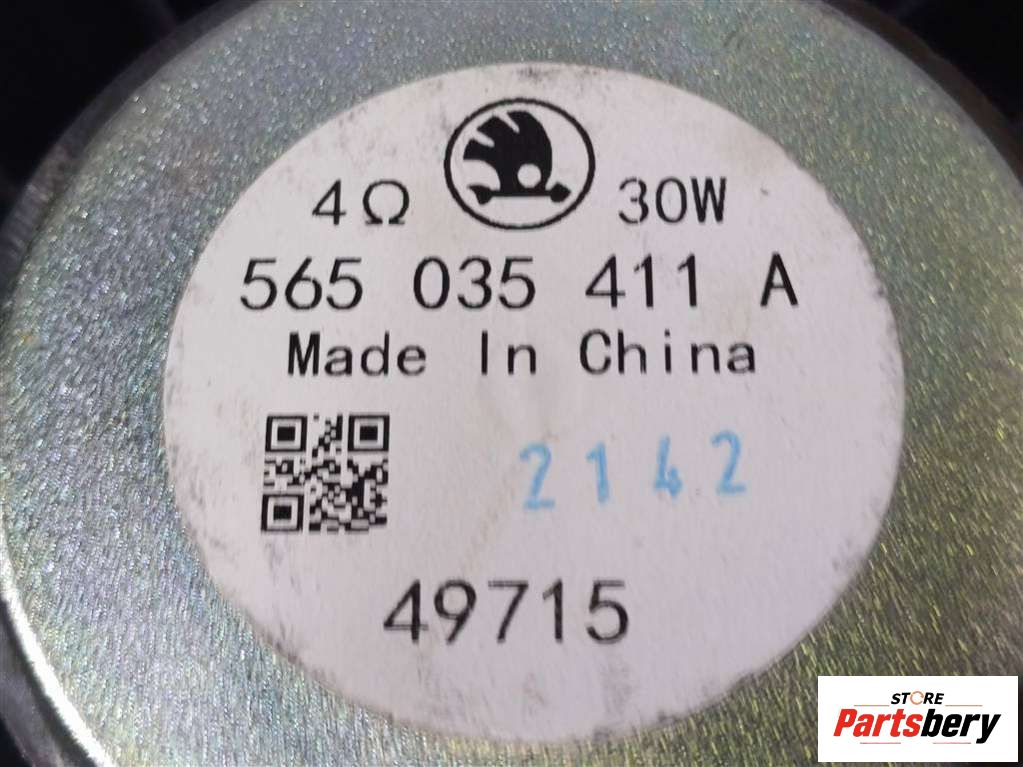 4Ω 30W
565 035 411 A
Made In China
2142
49715
STORE
Partsbery